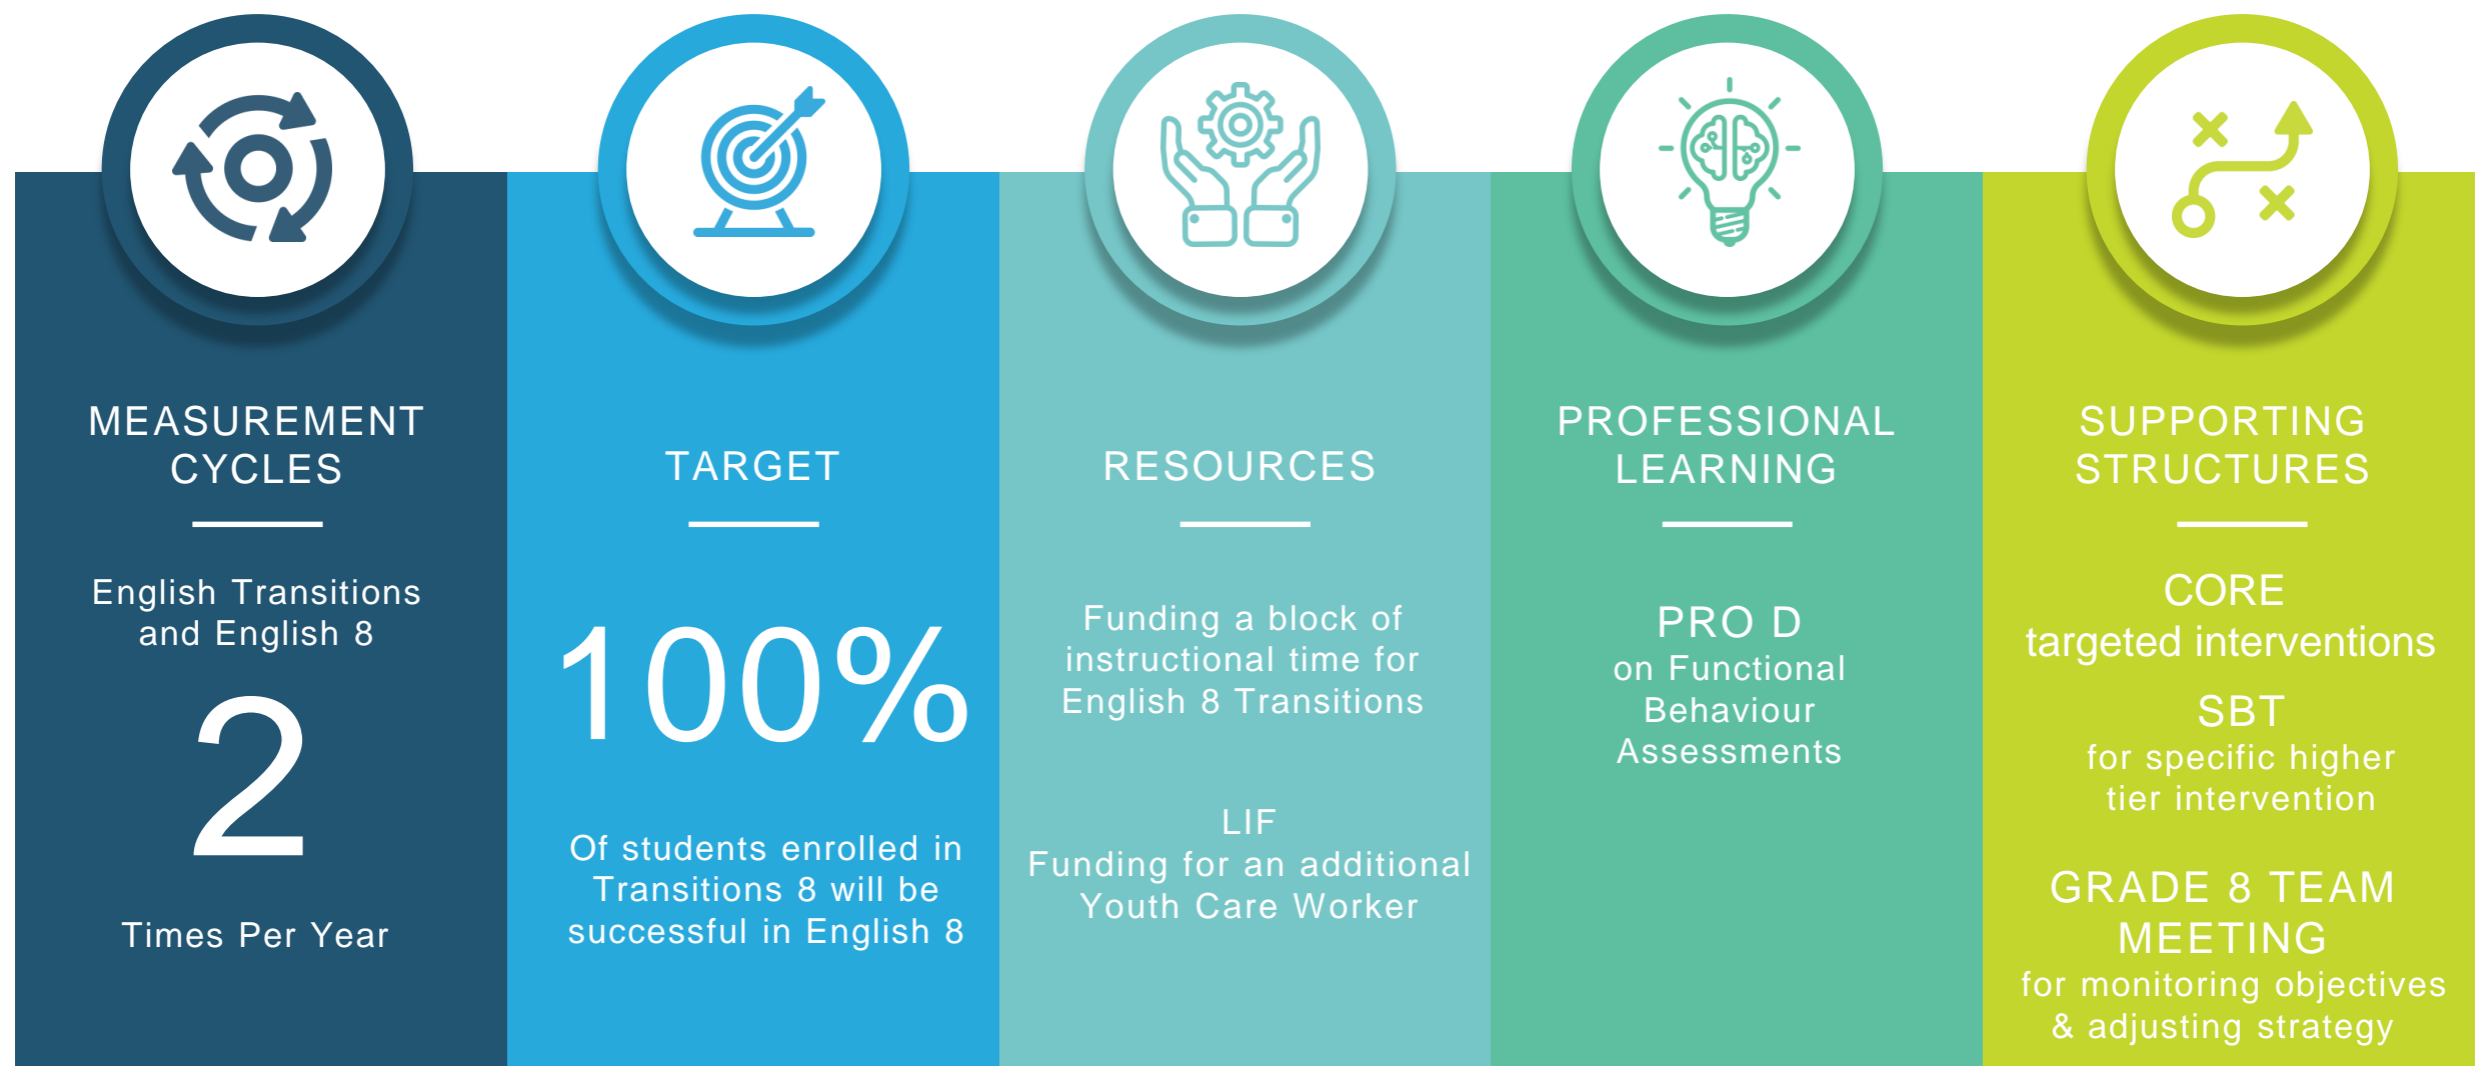 MEASUREMENT
CYCLES
English Transitions
and English 8
2
Times Per Year
TARGET
100%
Of students enrolled in
Transitions 8 will be
successful in English 8
RESOURCES
Funding a block of
instructional time for
English 8 Transitions
LIF
Funding for an additional
Youth Care Worker
PROFESSIONAL
LEARNING
PRO D
on Functional
Behaviour
Assessments
SUPPORTING
STRUCTURES
CORE
targeted interventions
SBT
for specific higher
tier intervention
GRADE 8 TEAM
MEETING
for monitoring objectives
& adjusting strategy